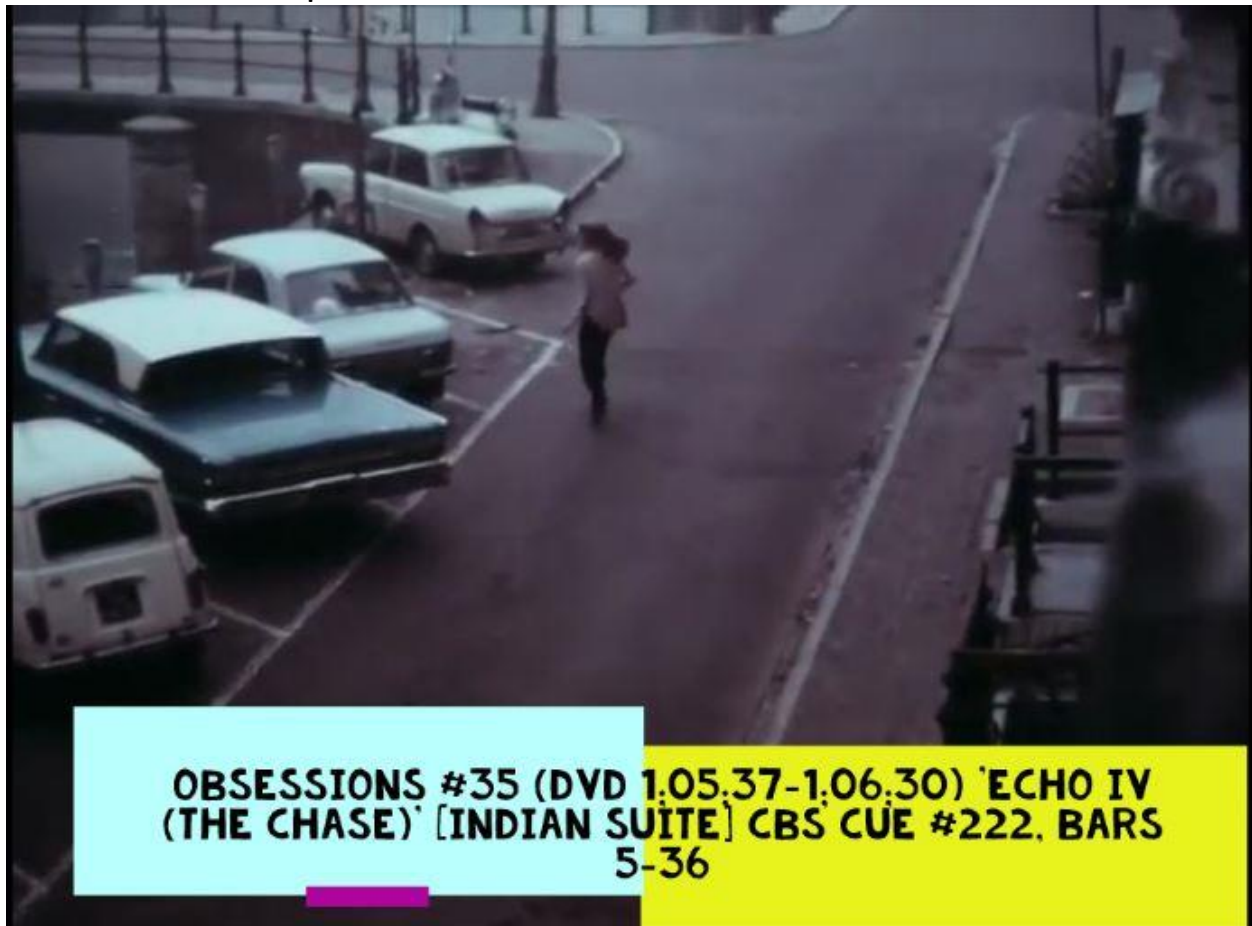 OBSESSIONS #35 (DVD 1:05:37-1:06:30) 'ECHO IV
(THE CHASE)' [INDIAN SUITE] CBS CUE #222, BARS
5-36